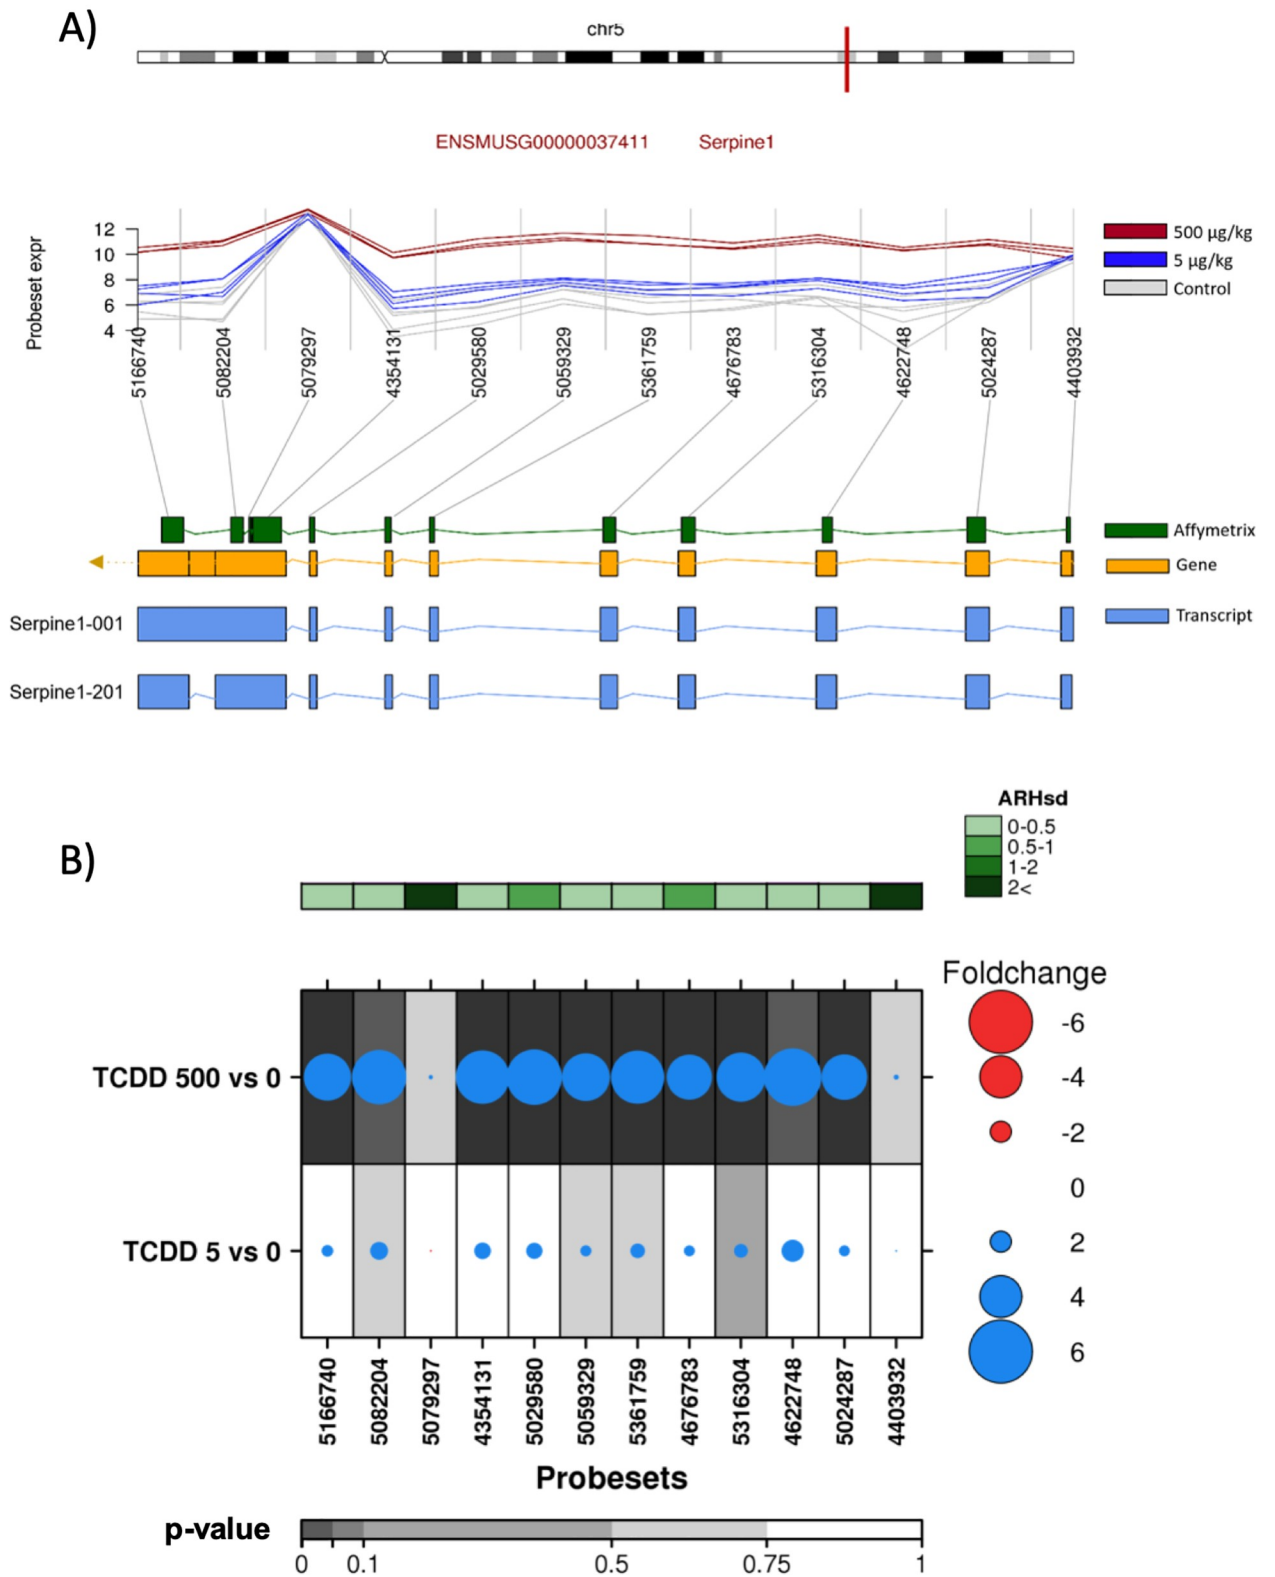 A)
chr5
ENSMUSG00000037411 Serpine1
Probeset expr
12
10
8
6
4
500 µg/kg
5 µg/kg
Control
5166740 5082204 5079297 4354131 5029580 5059329 5361759 4676783 5316304 4622748 5024287 4403932
Affymetrix
Gene
Serpine1-001
Transcript
Serpine1-201
B)
ARHsd
0-0.5
0.5-1
1-2
2<
Foldchange
-6
-4
-2
0
2
4
6
TCDD 500 vs 0
TCDD 5 vs 0
5166740 5082204 5079297 4354131 5029580 5059329 5361759 4676783 5316304 4622748 5024287 4403932
Probesets
p-value
0 0.1 0.5 0.75 1